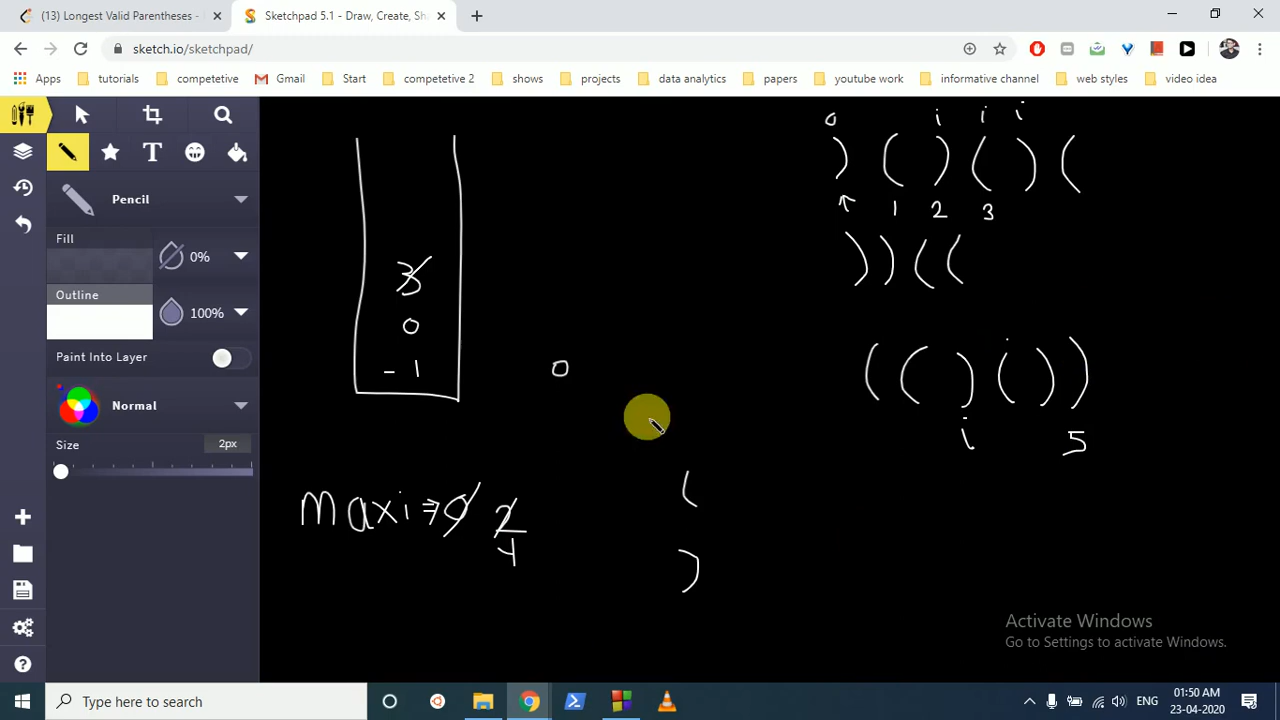 (13) Longest Valid Parentheses -
Sketchpad 5.1 - Draw, Create, Sh
sketch.io/sketchpad/
Apps
tutorials
competetive
Gmail
Start
competetive 2
shows
projects
data analytics
papers
youtube work
informative channel
web styles
video idea
Pencil
Fill
0%
Outline
100%
Paint Into Layer
Normal
Size
2px
0 i i i
) ( ) ( ) (
↑ 1 2 3
) ) ( (
3
0
-1
0
i
( ( ) ( ) )
i 5
maxi ⇒ 0 2
4
(
)
Activate Windows
Go to Settings to activate Windows.
Type here to search
ENG
01:50 AM
23-04-2020